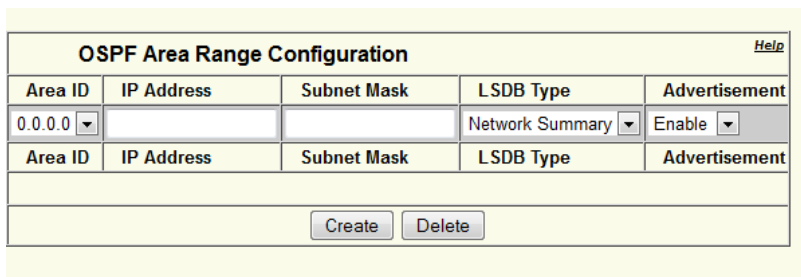 OSPF Area Range Configuration Help
Area ID IP Address Subnet Mask LSDB Type Advertisement
0.0.0.0 Network Summary Enable
Area ID IP Address Subnet Mask LSDB Type Advertisement
Create Delete